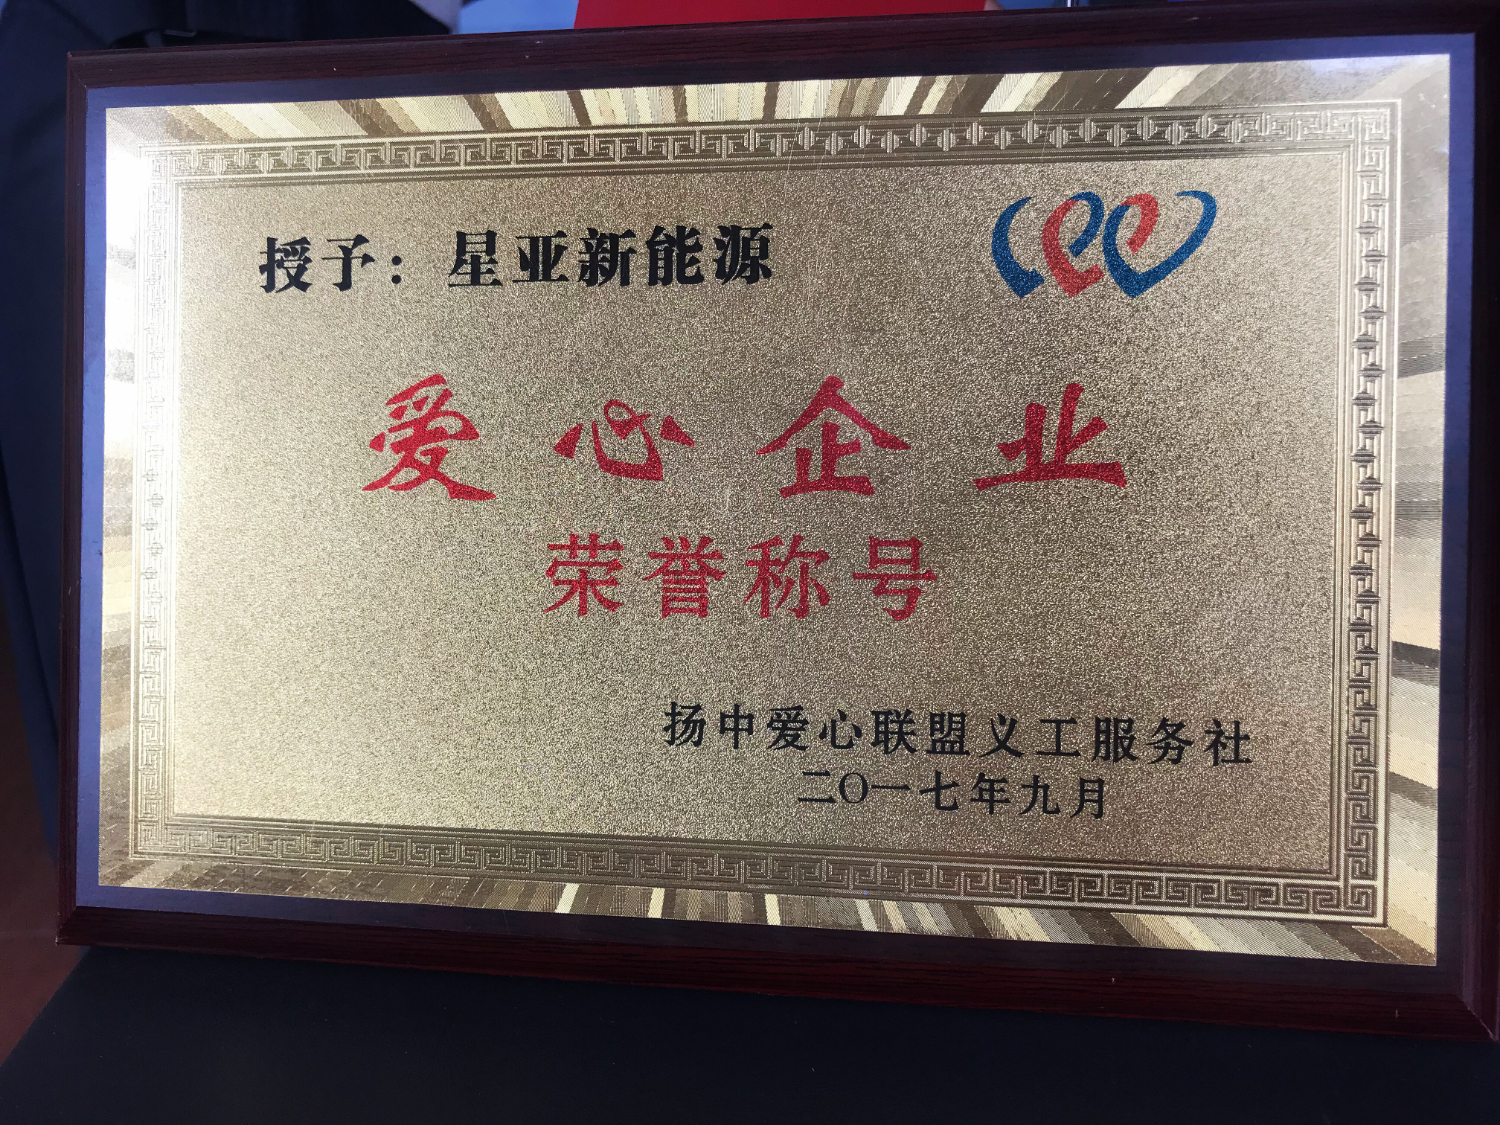 授予：星亚新能源
爱心企业
荣誉称号
扬中爱心联盟义工服务社
二〇一七年九月